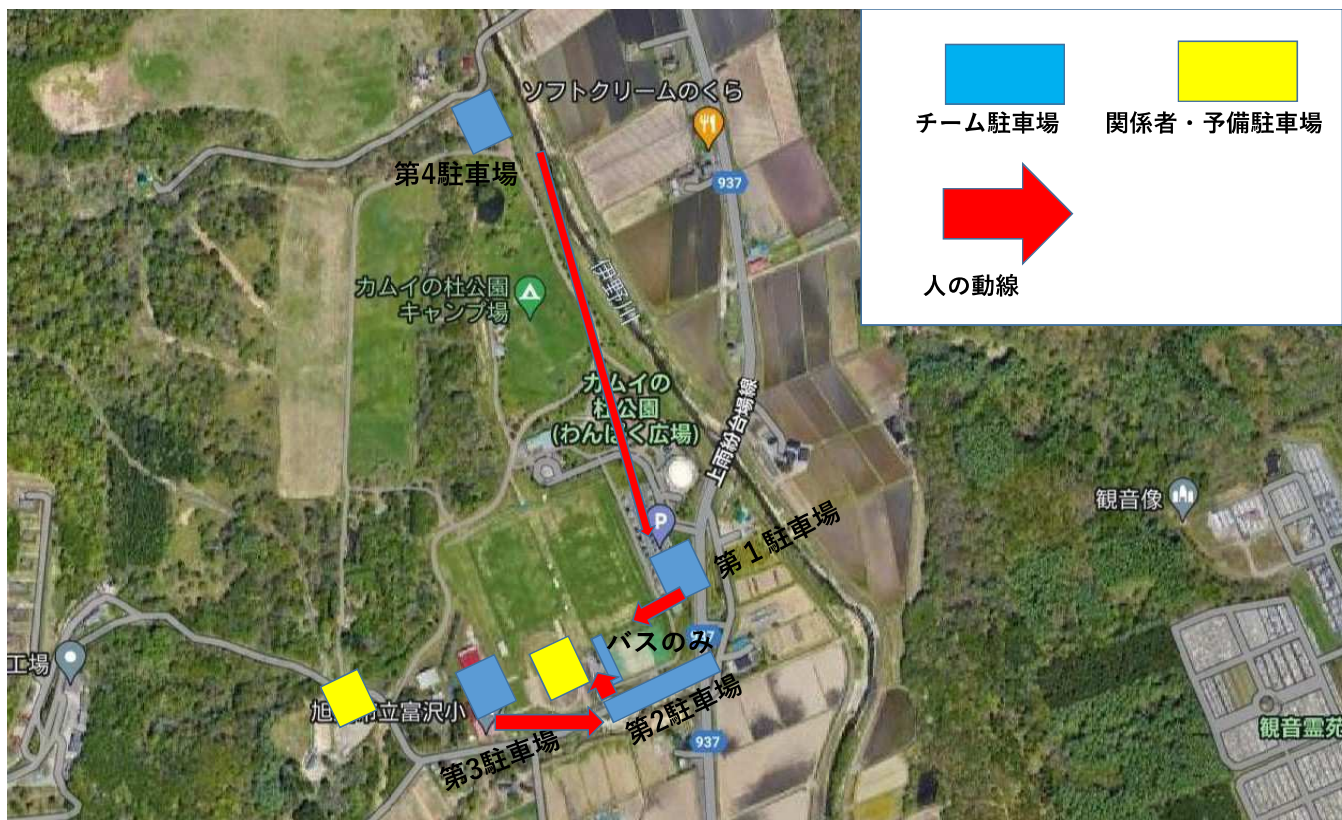 チーム駐車場
関係者・予備駐車場
人の動線
ソフトクリームのくら
第4駐車場
937
伊野川
カムイの杜公園
キャンプ場
カムイの
杜公園
(わんぱく広場)
上雨紛台場線
観音像
P
第１駐車場
バスのみ
工場
市立富沢小
第2駐車場
第3駐車場
937
観音霊苑